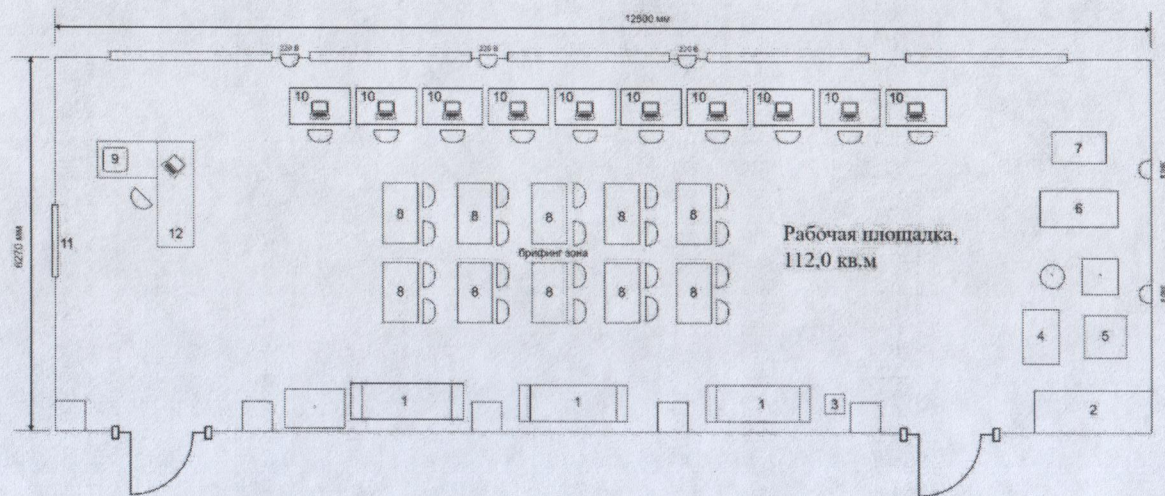 12500 мм
220 В 220 В 220 В
10 10 10 10 10 10 10 10 10 10
9
7
6270 мм
8 8 8 8 8
6
11
12
Рабочая площадка,
112,0 кв.м
брифинг зона
8 8 8 8 8
4
5
1 1 1
3
2